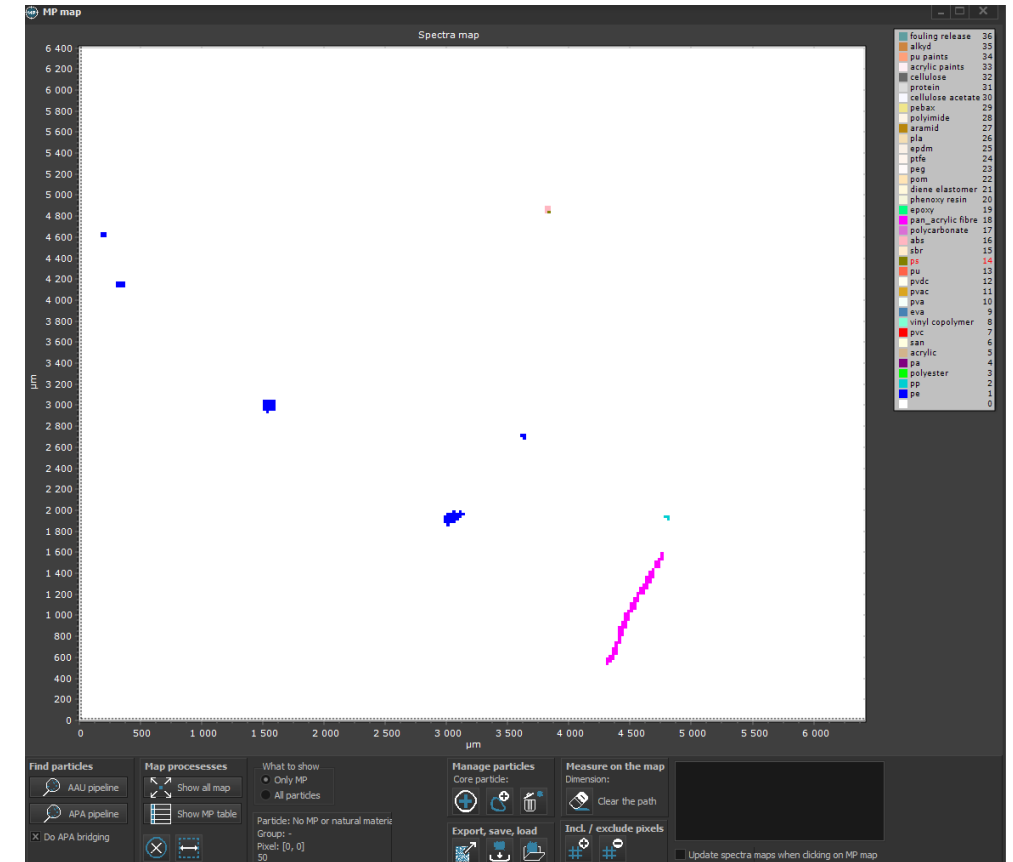 MP map
Spectra map
6 400
6 200
6 000
5 800
5 600
5 400
5 200
5 000
4 800
4 600
4 400
4 200
4 000
3 800
3 600
3 400
3 200
3 000
2 800
2 600
2 400
2 200
2 000
1 800
1 600
1 400
1 200
1 000
800
600
400
200
0
µm
0 500 1 000 1 500 2 000 2 500 3 000 3 500 4 000 4 500 5 000 5 500 6 000
µm
fouling release 36
alkyd 35
pu paints 34
acrylic paints 33
cellulose 32
protein 31
cellulose acetate 30
pebax 29
polyimide 28
aramid 27
pla 26
epdm 25
ptfe 24
peg 23
pom 22
diene elastomer 21
phenoxy resin 20
epoxy 19
pan_acrylic fibre 18
polycarbonate 17
abs 16
sbr 15
ps 14
pu 13
pvdc 12
pvac 11
pva 10
eva 9
vinyl copolymer 8
pvc 7
san 6
acrylic 5
pa 4
polyester 3
pp 2
pe 1
0
Find particles
AAU pipeline
APA pipeline
Do APA bridging
Map procesesses
Show all map
Show MP table
What to show
Only MP
All particles
Particle: No MP or natural materia
Group: -
Pixel: [0, 0]
50
Manage particles
Core particle:
Export, save, load
Measure on the map
Dimension:
Clear the path
Incl. / exclude pixels
Update spectra maps when clicking on MP map